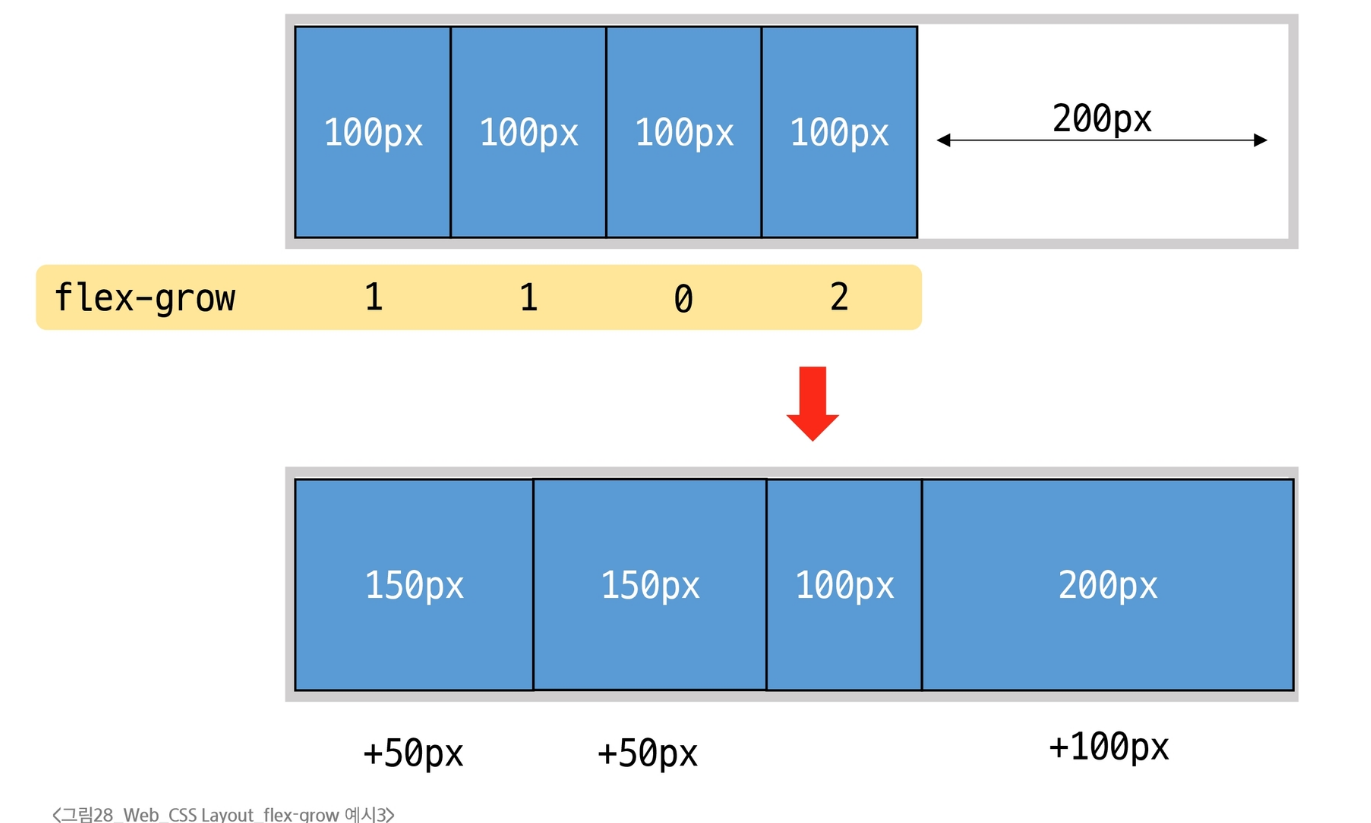 100px 100px 100px 100px 200px
flex-grow 1 1 0 2
150px 150px 100px 200px
+50px +50px +100px
<그림28_Web_CSS Layout_flex-grow 예시3>